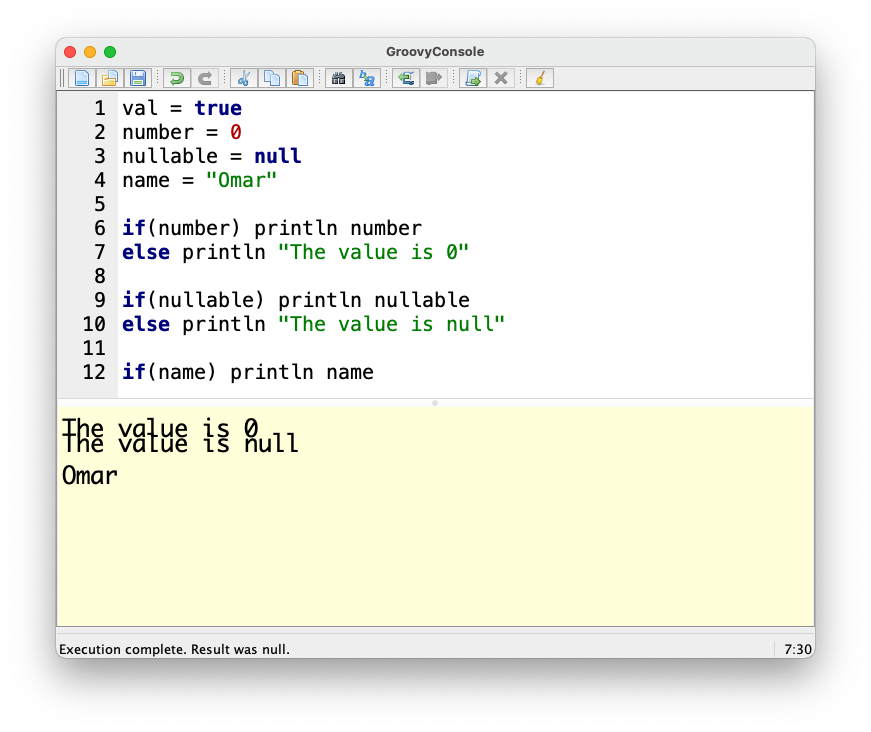 GroovyConsole
1 val = true
2 number = 0
3 nullable = null
4 name = "Omar"
5
6 if(number) println number
7 else println "The value is 0"
8
9 if(nullable) println nullable
10 else println "The value is null"
11
12 if(name) println name
The value is 0
The value is null
Omar
Execution complete. Result was null. 7:30